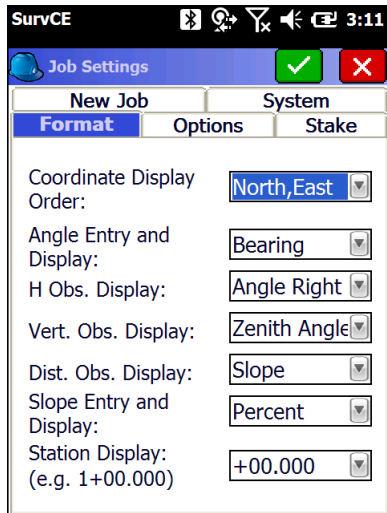 SurvCE 3:11
Job Settings
New Job System
Format Options Stake
Coordinate Display
Order:
North,East
Angle Entry and
Display:
Bearing
H Obs. Display: Angle Right
Vert. Obs. Display: Zenith Angle
Dist. Obs. Display: Slope
Slope Entry and
Display:
Percent
Station Display:
(e.g. 1+00.000)
+00.000